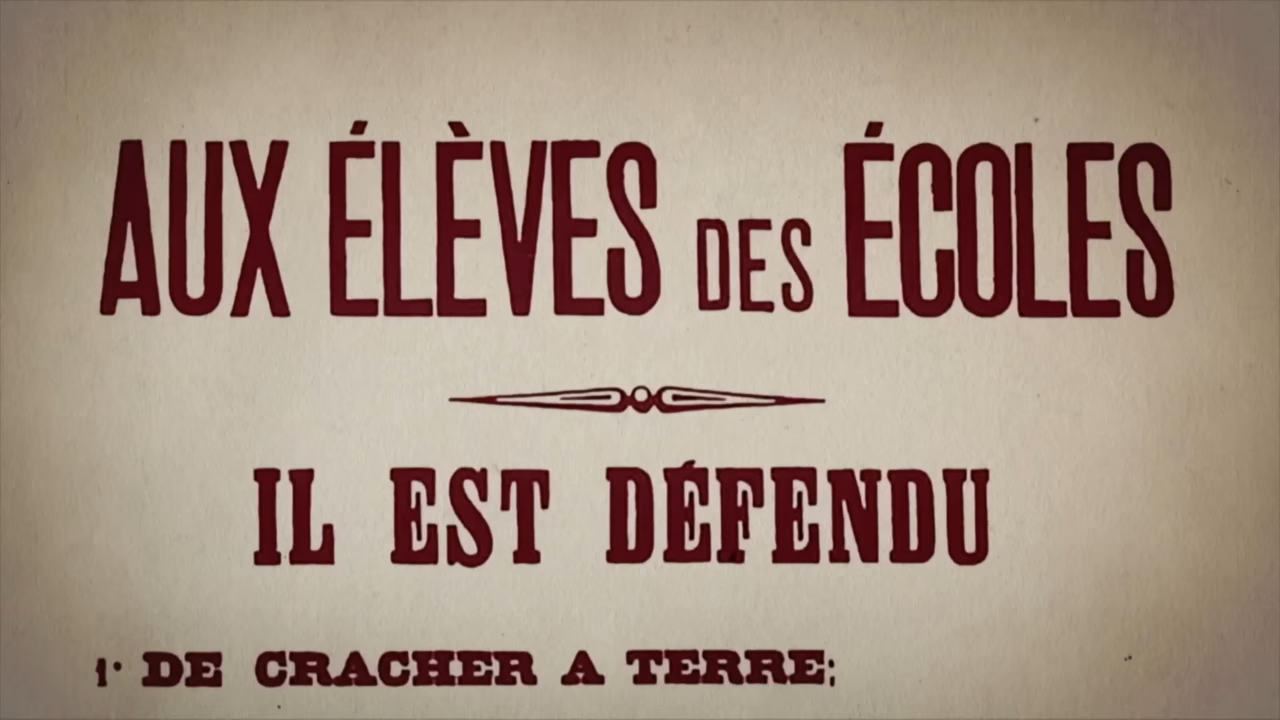 AUX ÉLÈVES DES ÉCOLES
IL EST DÉFENDU
1° DE CRACHER A TERRE;